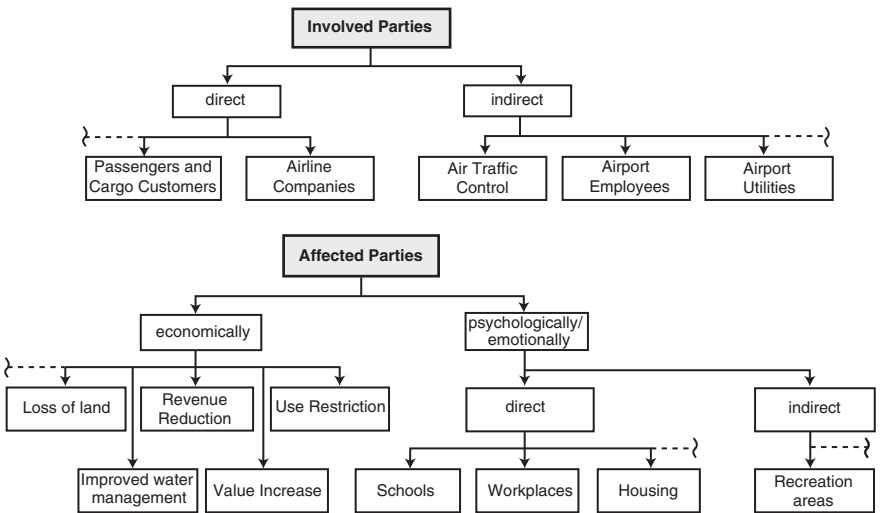 Involved Parties
direct
indirect
Passengers and
Cargo Customers
Airline
Companies
Air Traffic
Control
Airport
Employees
Airport
Utilities
Affected Parties
economically
psychologically/
emotionally
Loss of land
Revenue
Reduction
Use Restriction
direct
indirect
Improved water
management
Value Increase
Schools
Workplaces
Housing
Recreation
areas